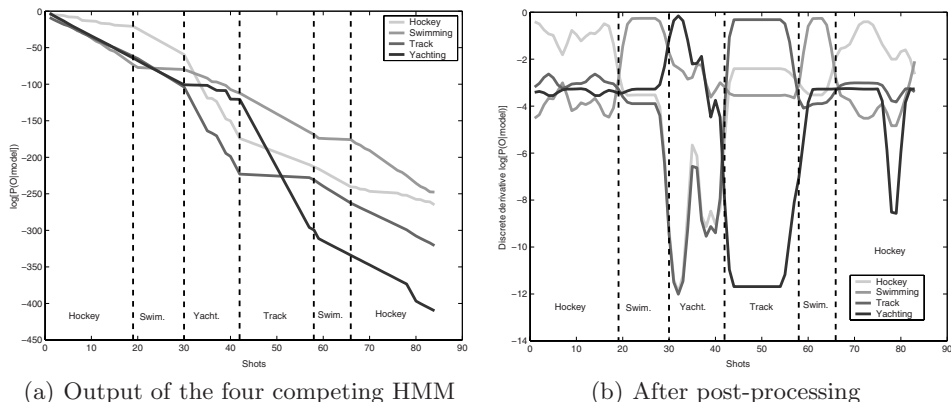 0
−50
−100
−150
−200
−250
−300
−350
−400
−450
log[P(O|model)]
Hockey
Swimming
Track
Yachting
Hockey
Swim.
Yacht.
Track
Swim.
Hockey
0 10 20 30 40 50 60 70 80 90
Shots
(a) Output of the four competing HMM
0
−2
−4
−6
−8
−10
−12
−14
Discrete derivative log[P(O|model)]
Hockey
Swim.
Yacht.
Track
Swim.
Hockey
Hockey
Swimming
Track
Yachting
0 10 20 30 40 50 60 70 80 90
Shots
(b) After post-processing